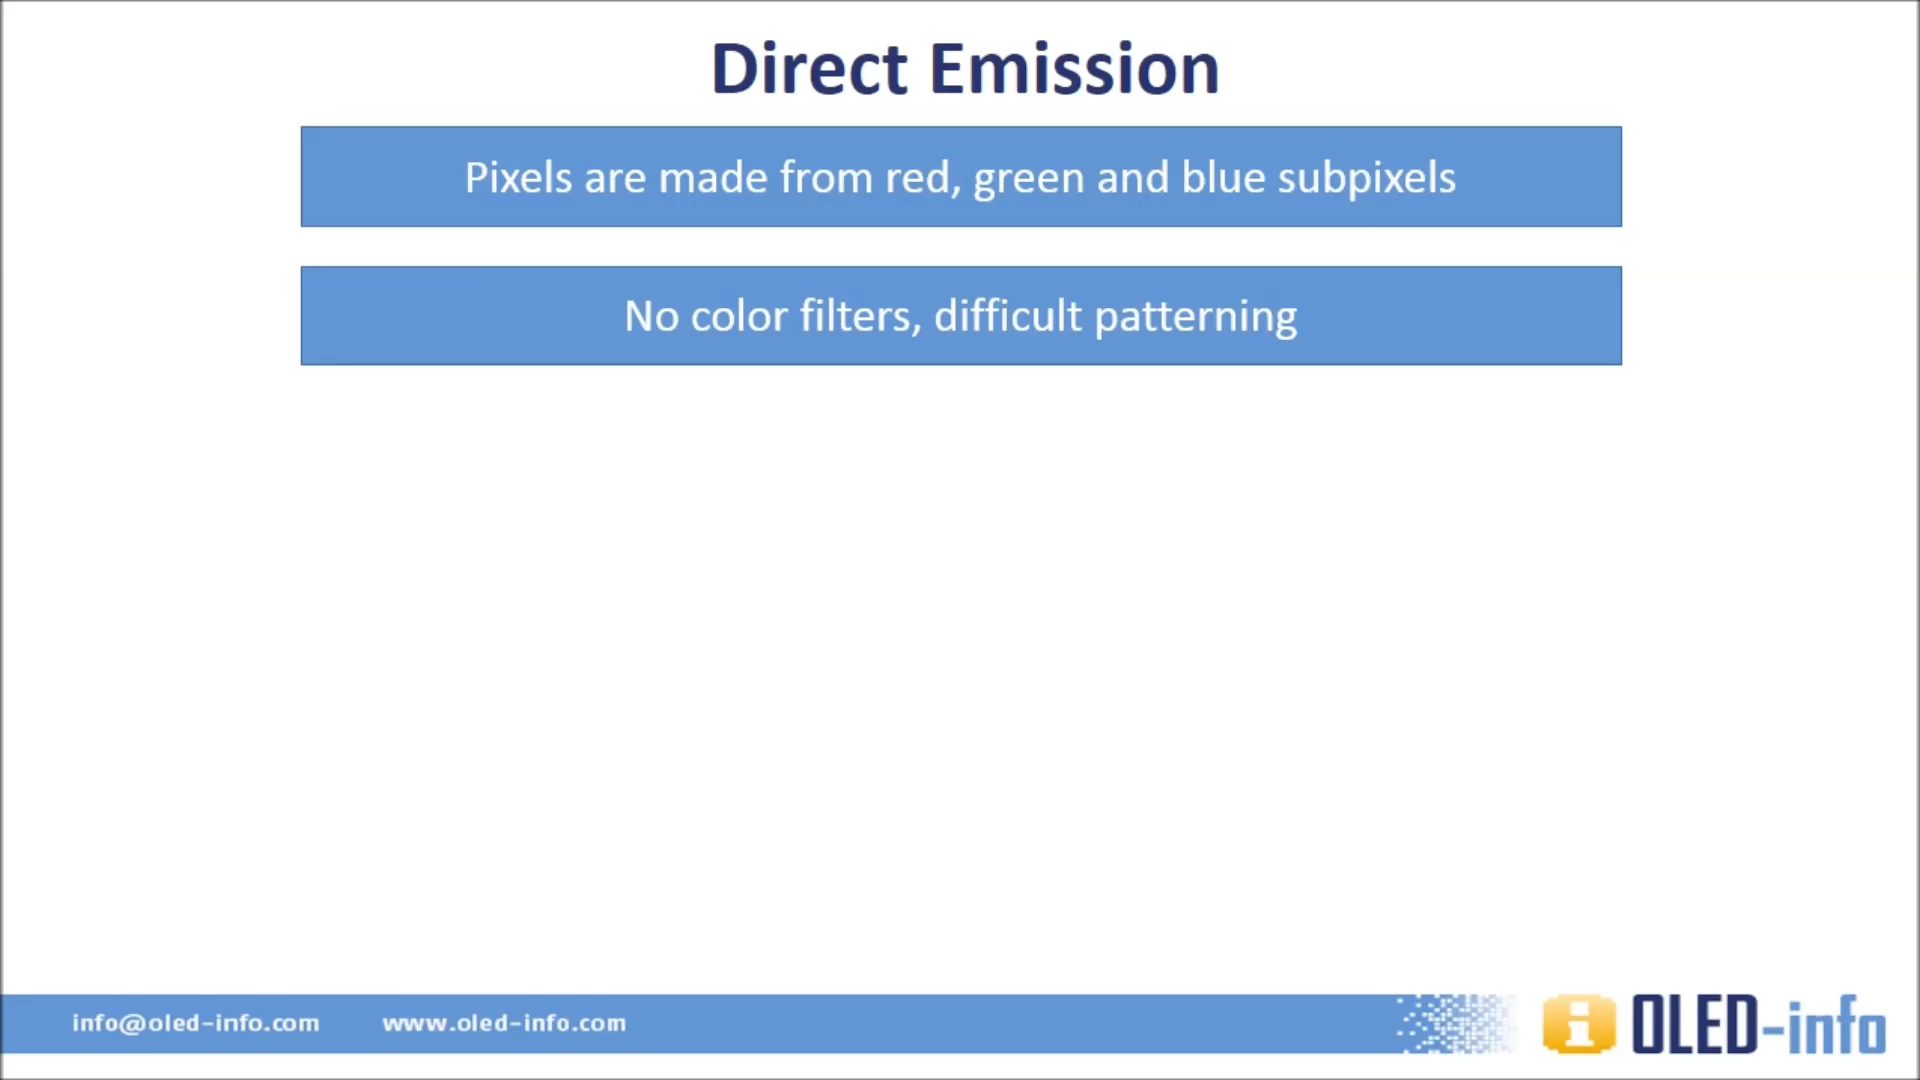 Direct Emission
Pixels are made from red, green and blue subpixels
No color filters, difficult patterning
info@oled-info.com www.oled-info.com
i OLED-info